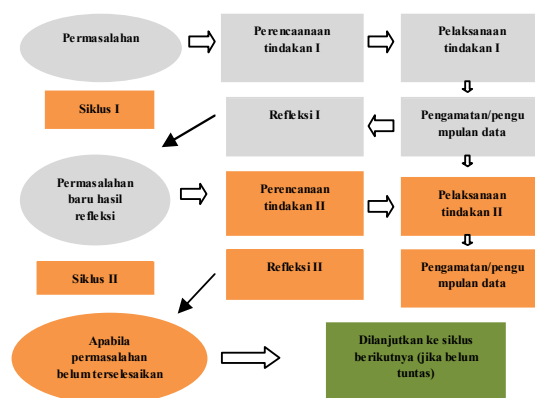 Permasalahan
Perencaanaan
tindakan I
Pelaksanaan
tindakan I
Siklus I
Refleksi I
Pengamatan/pengu
mpulan data
Permasalahan
baru hasil
refleksi
Perencanaan
tindakan II
Pelaksanaan
tindakan II
Siklus II
Refleksi II
Pengamatan/pengu
mpulan data
Apabila
permasalahan
belum terselesaikan
Dilanjutkan ke siklus
berikutnya (jika belum
tuntas)